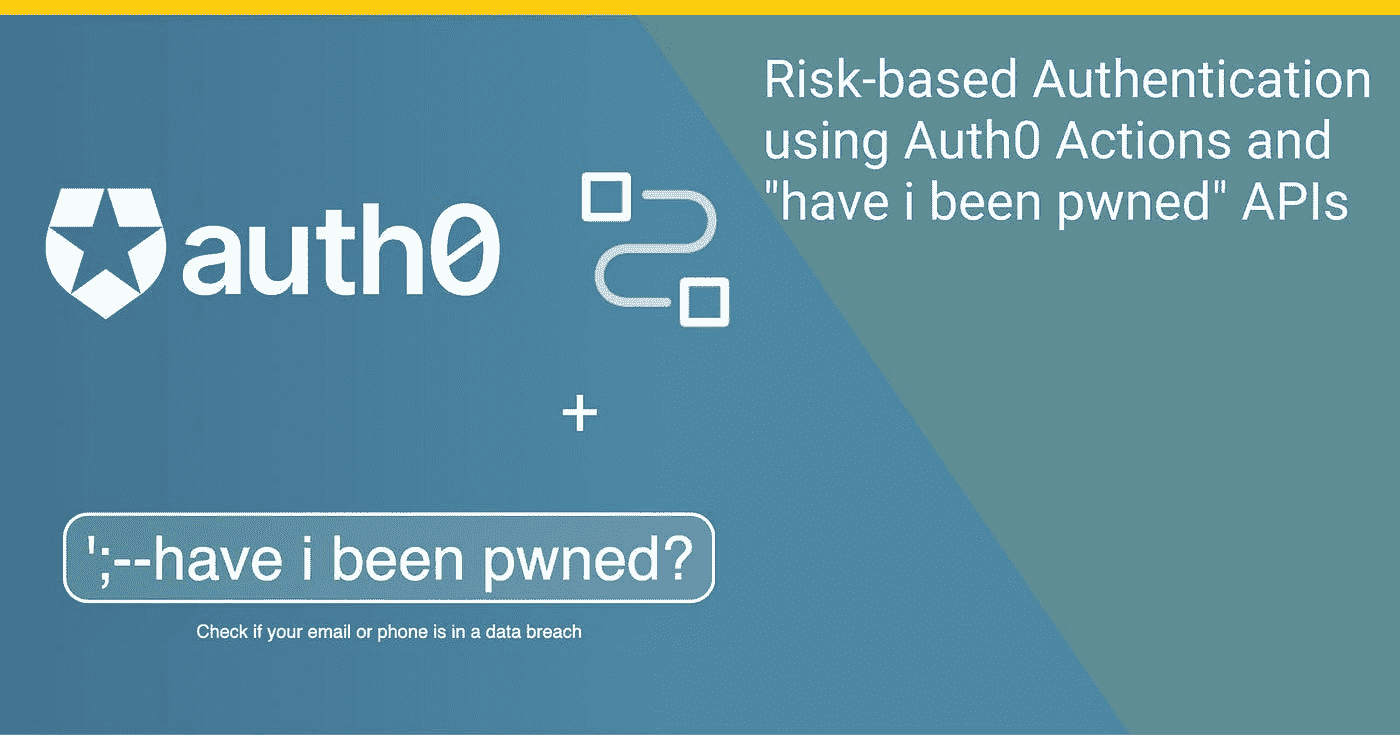 Risk-based Authentication
using Auth0 Actions and
"have i been pwned" APIs
auth0
+
';--have i been pwned?
Check if your email or phone is in a data breach